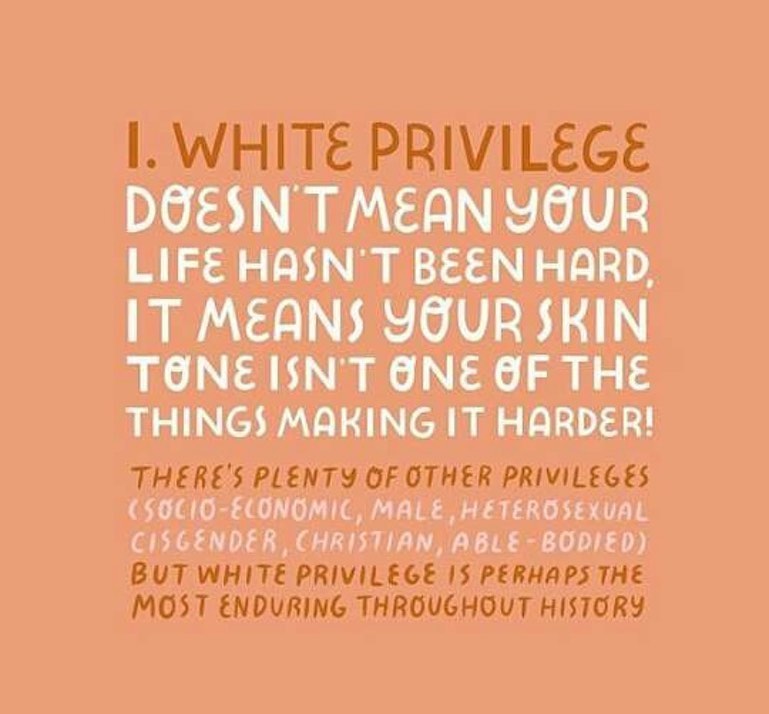 1. WHITE PRIVILEGE
DOESN'T MEAN YOUR
LIFE HASN'T BEEN HARD,
IT MEANS YOUR SKIN
TONE ISN'T ONE OF THE
THINGS MAKING IT HARDER!
THERE'S PLENTY OF OTHER PRIVILEGES
(SOCIO-ECONOMIC, MALE, HETEROSEXUAL
CISGENDER, CHRISTIAN, ABLE-BODIED)
BUT WHITE PRIVILEGE IS PERHAPS THE
MOST ENDURING THROUGHOUT HISTORY